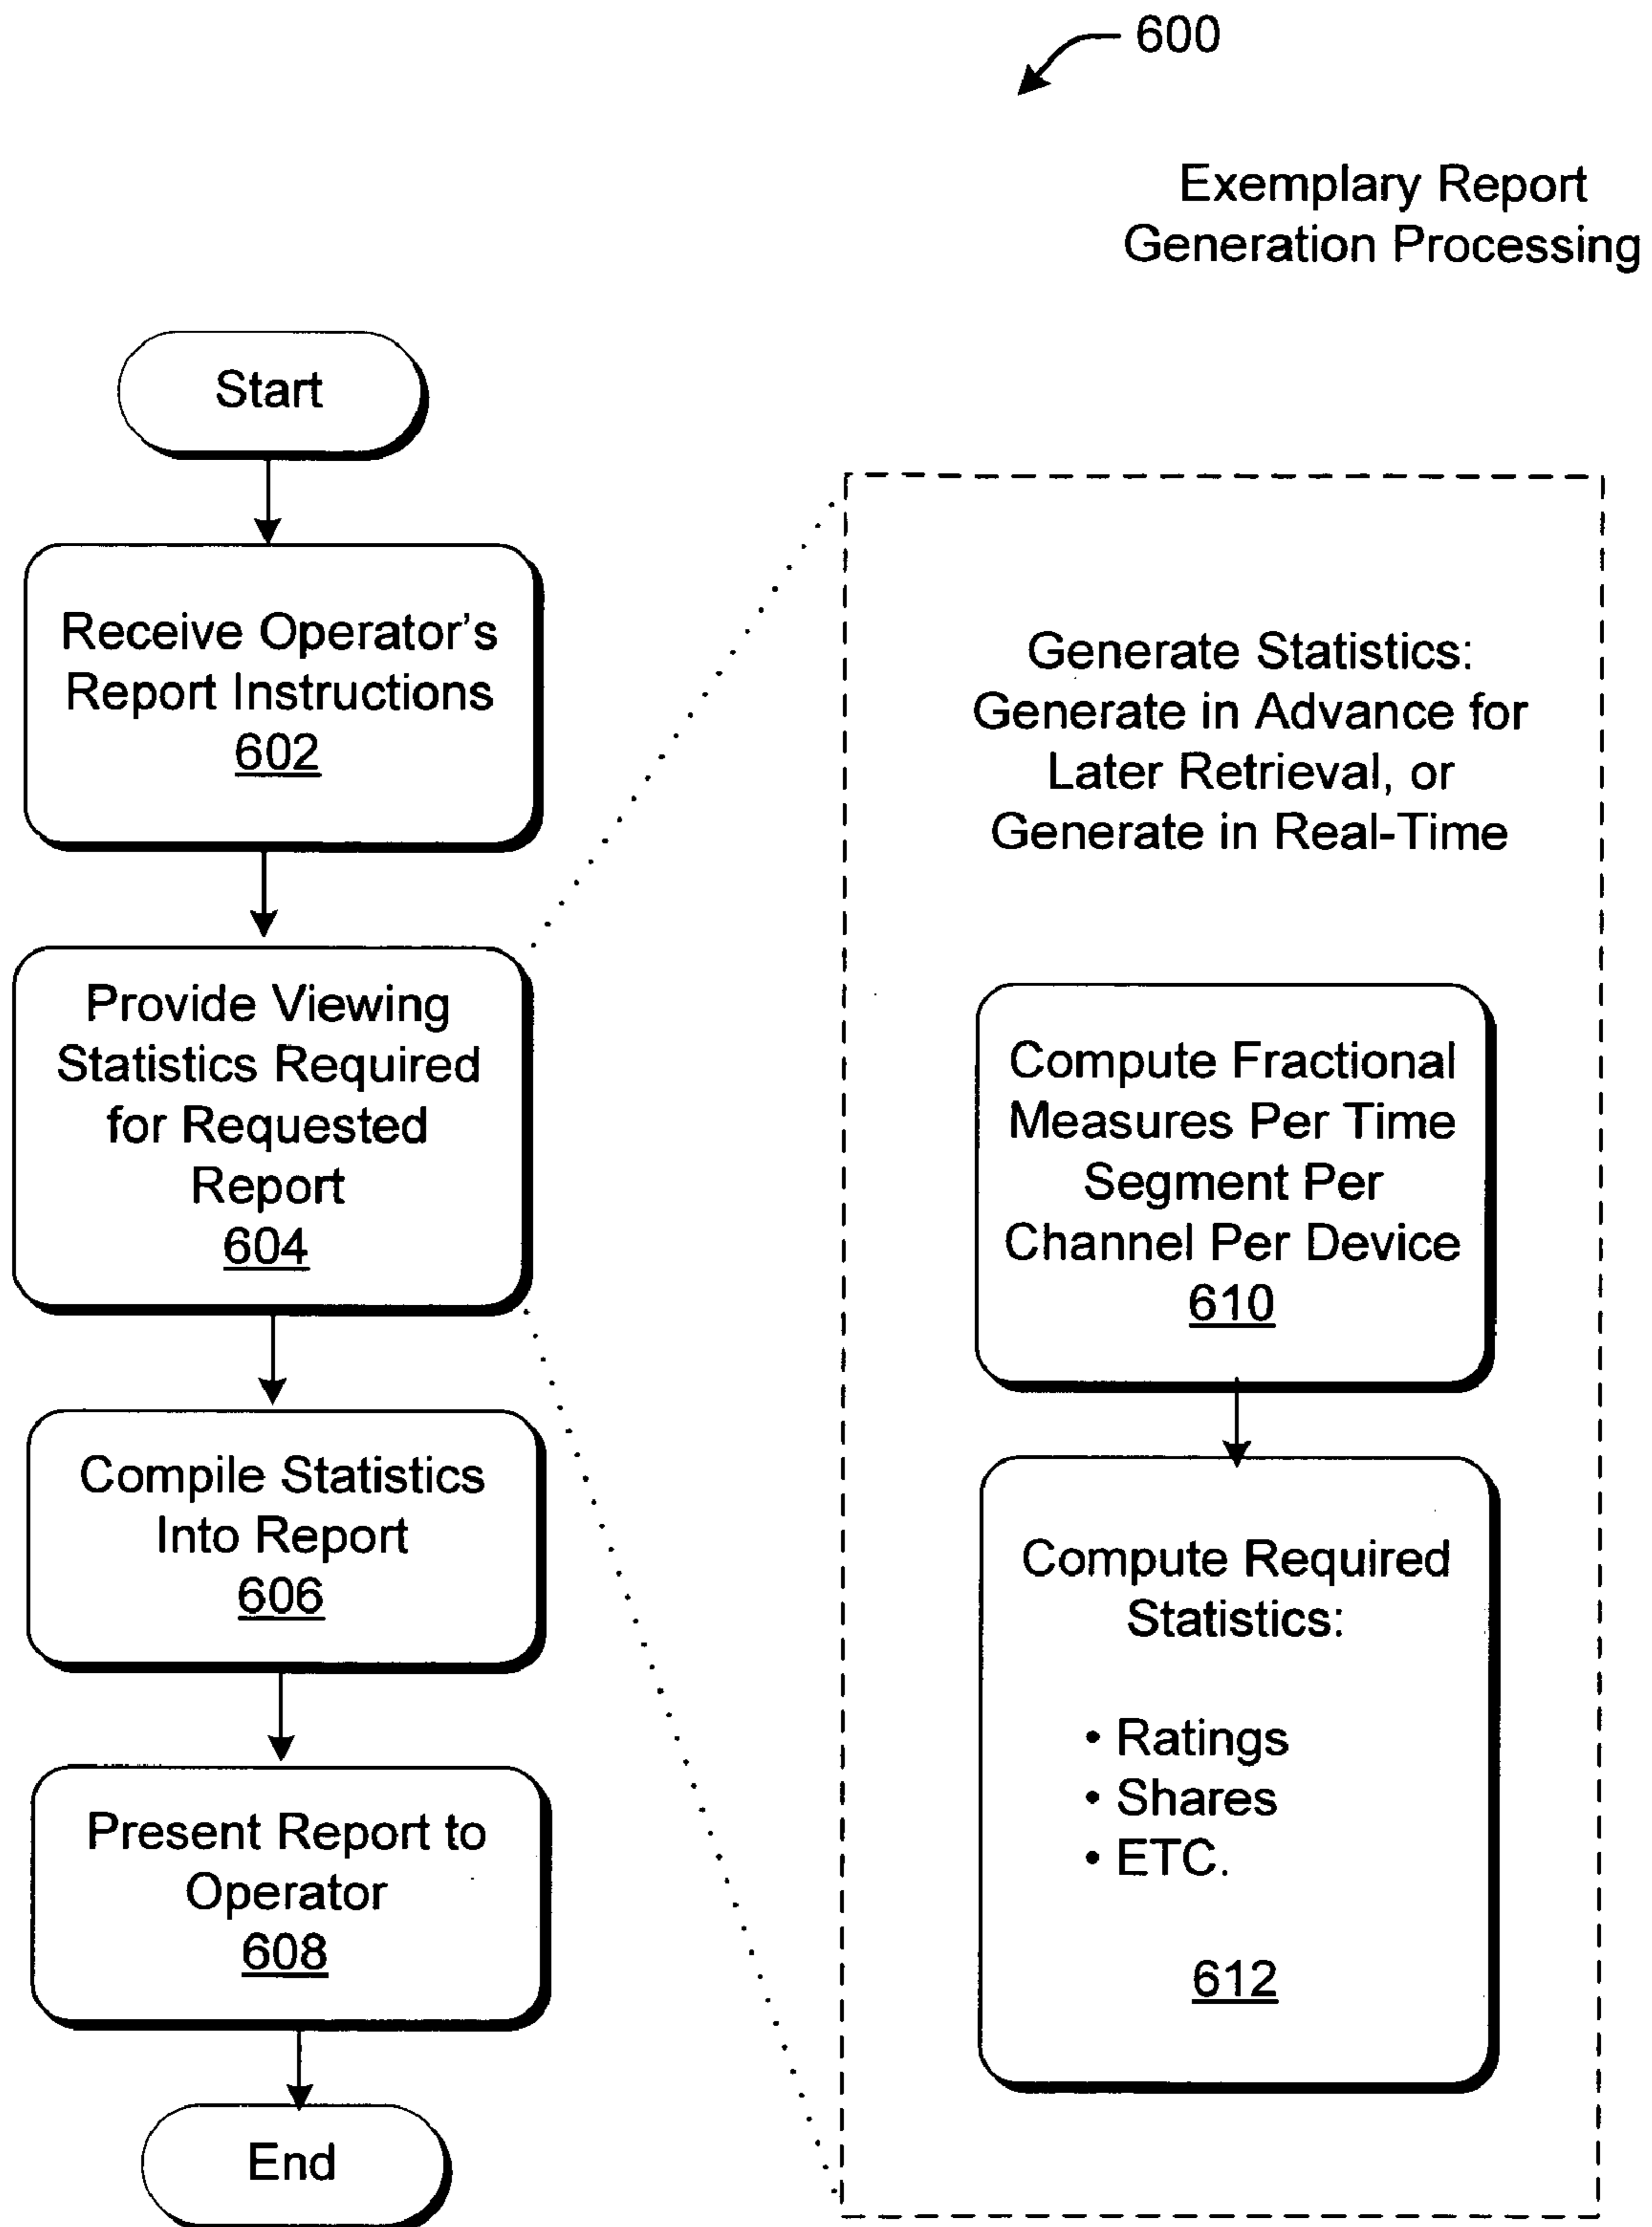 600
Exemplary Report
Generation Processing
Start
Receive Operator's
Report Instructions
602
Provide Viewing
Statistics Required
for Requested
Report
604
Compile Statistics
Into Report
606
Present Report to
Operator
608
End
Generate Statistics:
Generate in Advance for
Later Retrieval, or
Generate in Real-Time
Compute Fractional
Measures Per Time
Segment Per
Channel Per Device
610
Compute Required
Statistics:
• Ratings
• Shares
• ETC.
612